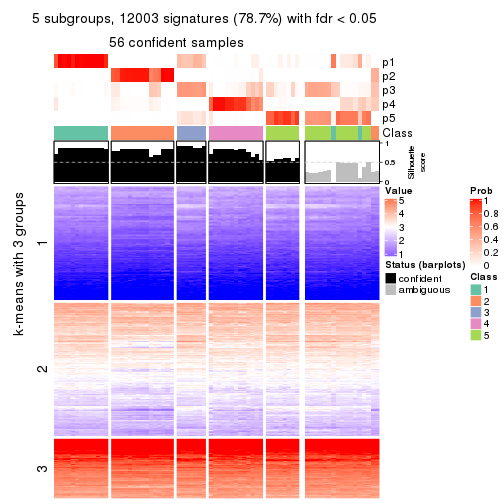 5 subgroups, 12003 signatures (78.7%) with fdr < 0.05
56 confident samples
p1
p2
p3
p4
p5
Class
1
0.5
0
Silhouette
score
k-means with 3 groups
1
2
3
Value
5
4
3
2
1
Status (barplots)
confident
ambiguous
Prob
1
0.8
0.6
0.4
0.2
0
Class
1
2
3
4
5